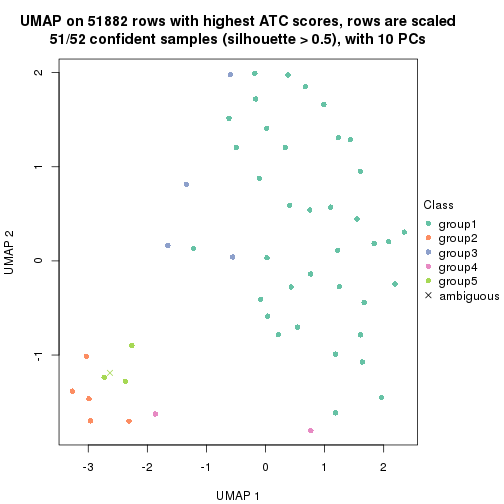 UMAP on 51882 rows with highest ATC scores, rows are scaled
51/52 confident samples (silhouette > 0.5), with 10 PCs
2
1
0
-1
UMAP 2
-3
-2
-1
0
1
2
UMAP 1
Class
group1
group2
group3
group4
group5
ambiguous